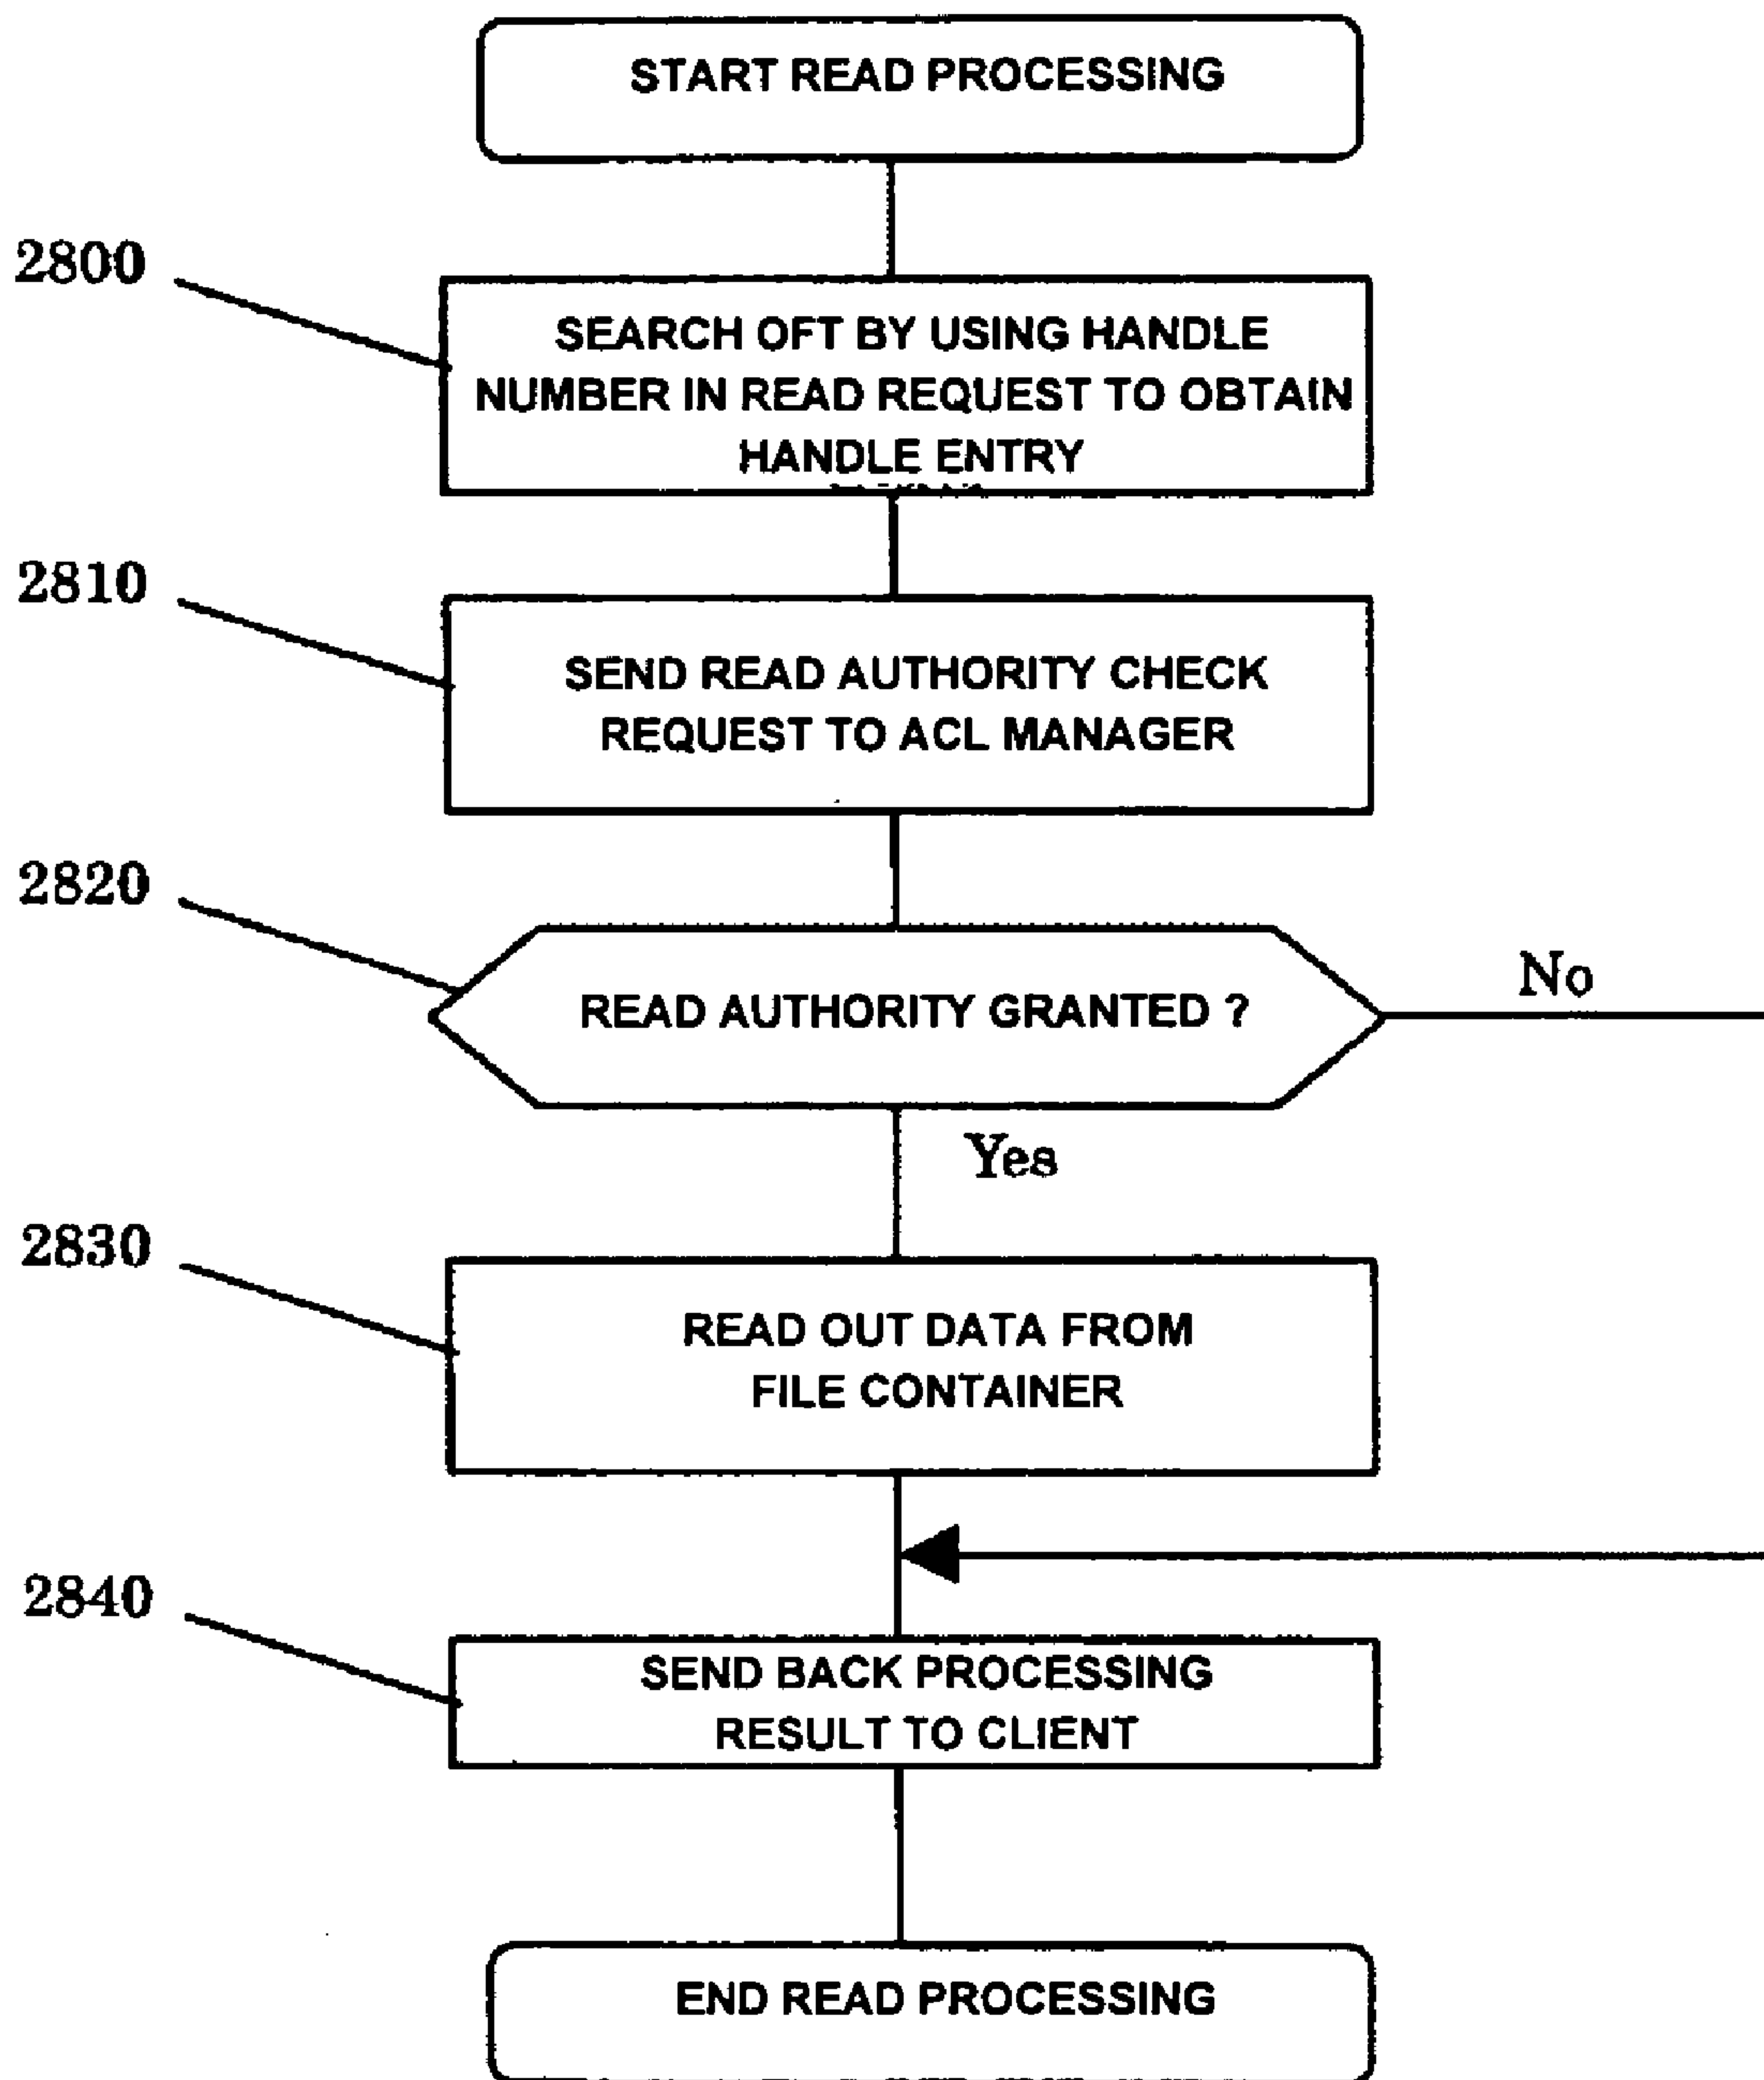 START READ PROCESSING
2800
SEARCH OFT BY USING HANDLE
NUMBER IN READ REQUEST TO OBTAIN
HANDLE ENTRY
2810
SEND READ AUTHORITY CHECK
REQUEST TO ACL MANAGER
2820
READ AUTHORITY GRANTED ?
No
Yes
2830
READ OUT DATA FROM
FILE CONTAINER
2840
SEND BACK PROCESSING
RESULT TO CLIENT
END READ PROCESSING